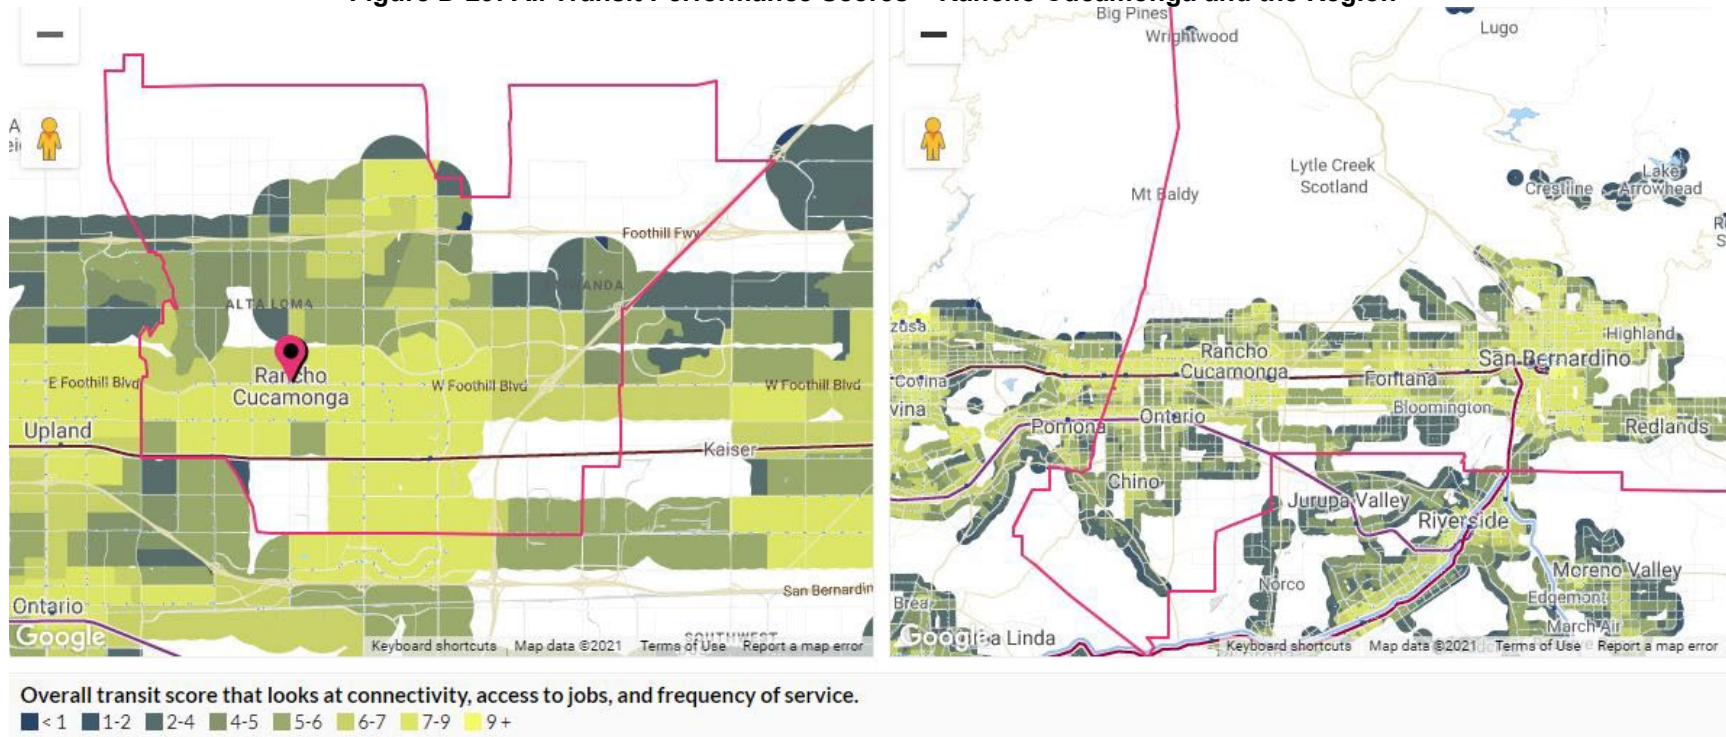 Big Pines
Wrightwood
Lugo
Lytle Creek
Scotland
Mt Baldy
Crestline
Lake
Arrowhead
Foothill Fwy
ALTA LOMA
Rancho
Cucamonga
E Foothill Blvd
W Foothill Blvd
W Foothill Blvd
Upland
Kaiser
San Bernardin
Ontario
SOUTHWEST
Google
Keyboard shortcuts Map data ©2021 Terms of Use Report a map error
zusa
Covina
vina
Rancho
Cucamonga
Highland
San Bernardino
Fontana
Bloomington
Redlands
Pomona
Ontario
Chino
Jurupa Valley
Riverside
Norco
Moreno Valley
Edgemont
March Air
Brea
a Linda
Google
Keyboard shortcuts Map data ©2021 Terms of Use Report a map error
Overall transit score that looks at connectivity, access to jobs, and frequency of service.
< 1 1-2 2-4 4-5 5-6 6-7 7-9 9 +